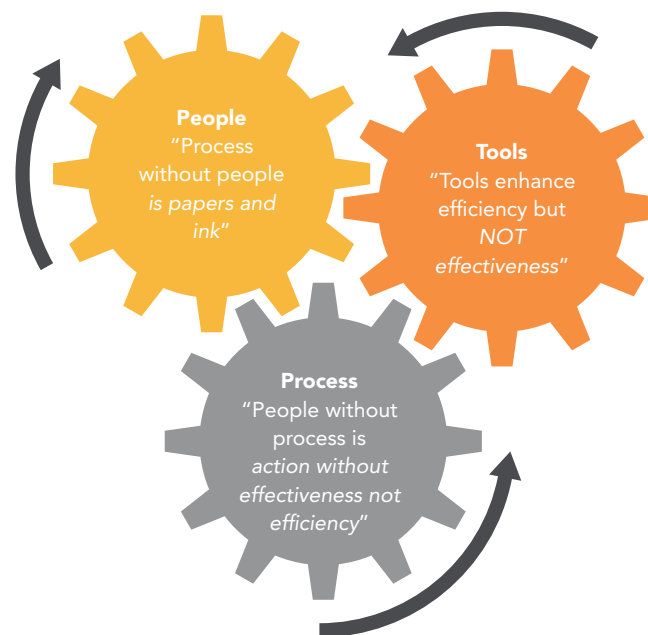 People
“Process
without people
is papers and
ink”
Tools
“Tools enhance
efficiency but
NOT
effectiveness”
Process
“People without
process is
action without
effectiveness not
efficiency”